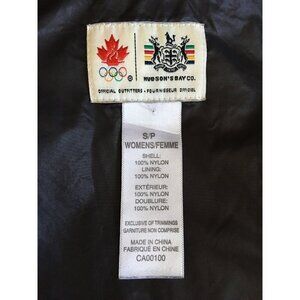 HUDSON'S BAY CO.
OFFICIAL OUTFITTERS · FOURNISSEUR OFFICIEL
S/P
WOMENS/FEMME
SHELL:
100% NYLON
LINING:
100% NYLON
EXTÉRIEUR:
100% NYLON
DOUBLURE:
100% NYLON
EXCLUSIVE OF TRIMMINGS
GARNITURE NON COMPRISE
MADE IN CHINA
FABRIQUÉ EN CHINE
CA00100